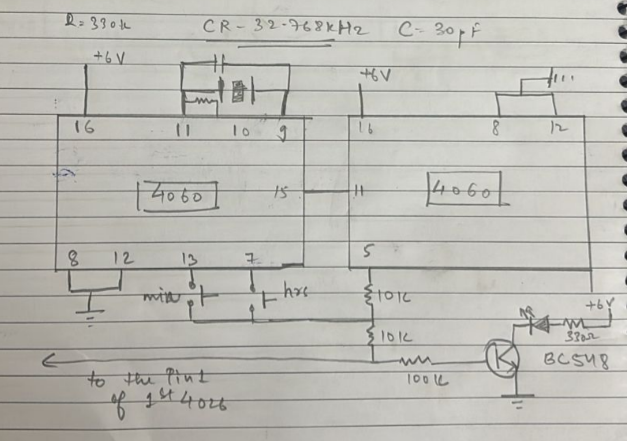 R = 330K CR - 32.768kHz C - 30pF
+6V +6V
16 11 10 9 16 8 12
4060 15 11 4060
8 12 13 7 5
min hrs 10K
+6V
10K 330Ω
BC548
100K
to the Pin1
of 1st 4026